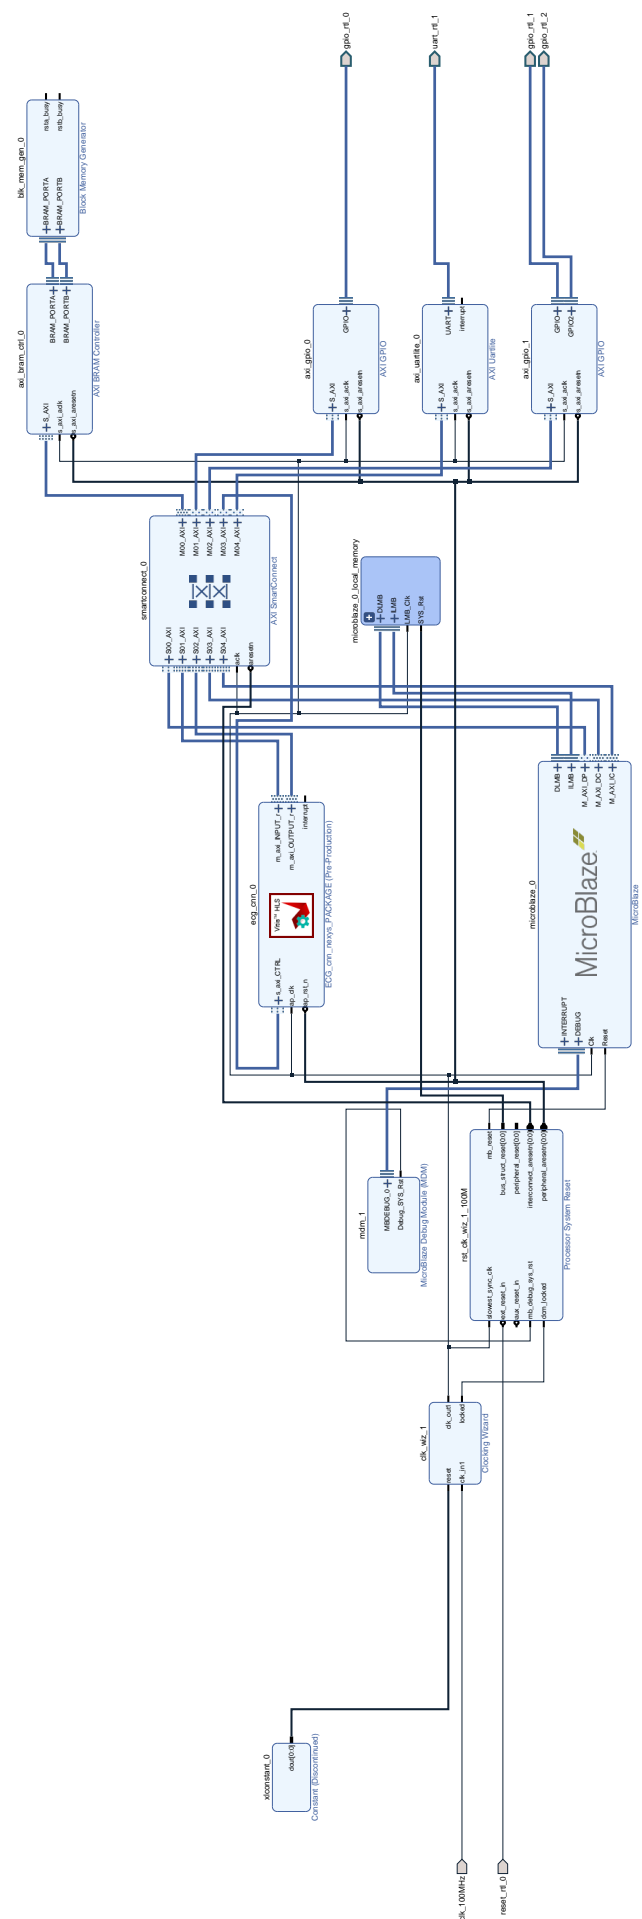 xlconstant_0
dout[0:0]
Constant (Discontinued)
reset_rtl_0
clk_wiz_1
reset
clk_in1
clk_out1
locked
Clocking Wizard
mdm_1
MBDEBUG_0
Debug_SYS_Rst
MicroBlaze Debug Module (MDM)
rst_clk_wiz_1_100M
slowest_sync_clk
ext_reset_in
aux_reset_in
mb_debug_sys_rst
dcm_locked
mb_reset
bus_struct_reset[0:0]
peripheral_reset[0:0]
interconnect_aresetn[0:0]
peripheral_aresetn[0:0]
Processor System Reset
ecg_cnn_0
s_axi_CTRL
ap_clk
ap_rst_n
Vitis™ HLS
m_axi_INPUT_r
m_axi_OUTPUT_r
interrupt
ECG_cnn_nexys_PACKAGE (Pre-Production)
microblaze_0
INTERRUPT
DEBUG
Clk
Reset
MicroBlaze
DLMB
ILMB
M_AXI_DP
M_AXI_DC
M_AXI_IC
MicroBlaze
smartconnect_0
S00_AXI
S01_AXI
S02_AXI
S03_AXI
S04_AXI
aclk
aresetn
M00_AXI
M01_AXI
M02_AXI
M03_AXI
M04_AXI
AXI SmartConnect
microblaze_0_local_memory
DLMB
ILMB
LMB_Clk
SYS_Rst
axi_bram_ctrl_0
S_AXI
s_axi_aclk
s_axi_aresetn
BRAM_PORTA
BRAM_PORTB
AXI BRAM Controller
axi_gpio_0
S_AXI
s_axi_aclk
s_axi_aresetn
GPIO
AXI GPIO
axi_uartlite_0
S_AXI
s_axi_aclk
s_axi_aresetn
UART
interrupt
AXI Uartlite
axi_gpio_1
S_AXI
s_axi_aclk
s_axi_aresetn
GPIO
GPIO2
AXI GPIO
blk_mem_gen_0
BRAM_PORTA
BRAM_PORTB
rsta_busy
rstb_busy
Block Memory Generator
gpio_rtl_0
uart_rtl_1
gpio_rtl_1
gpio_rtl_2